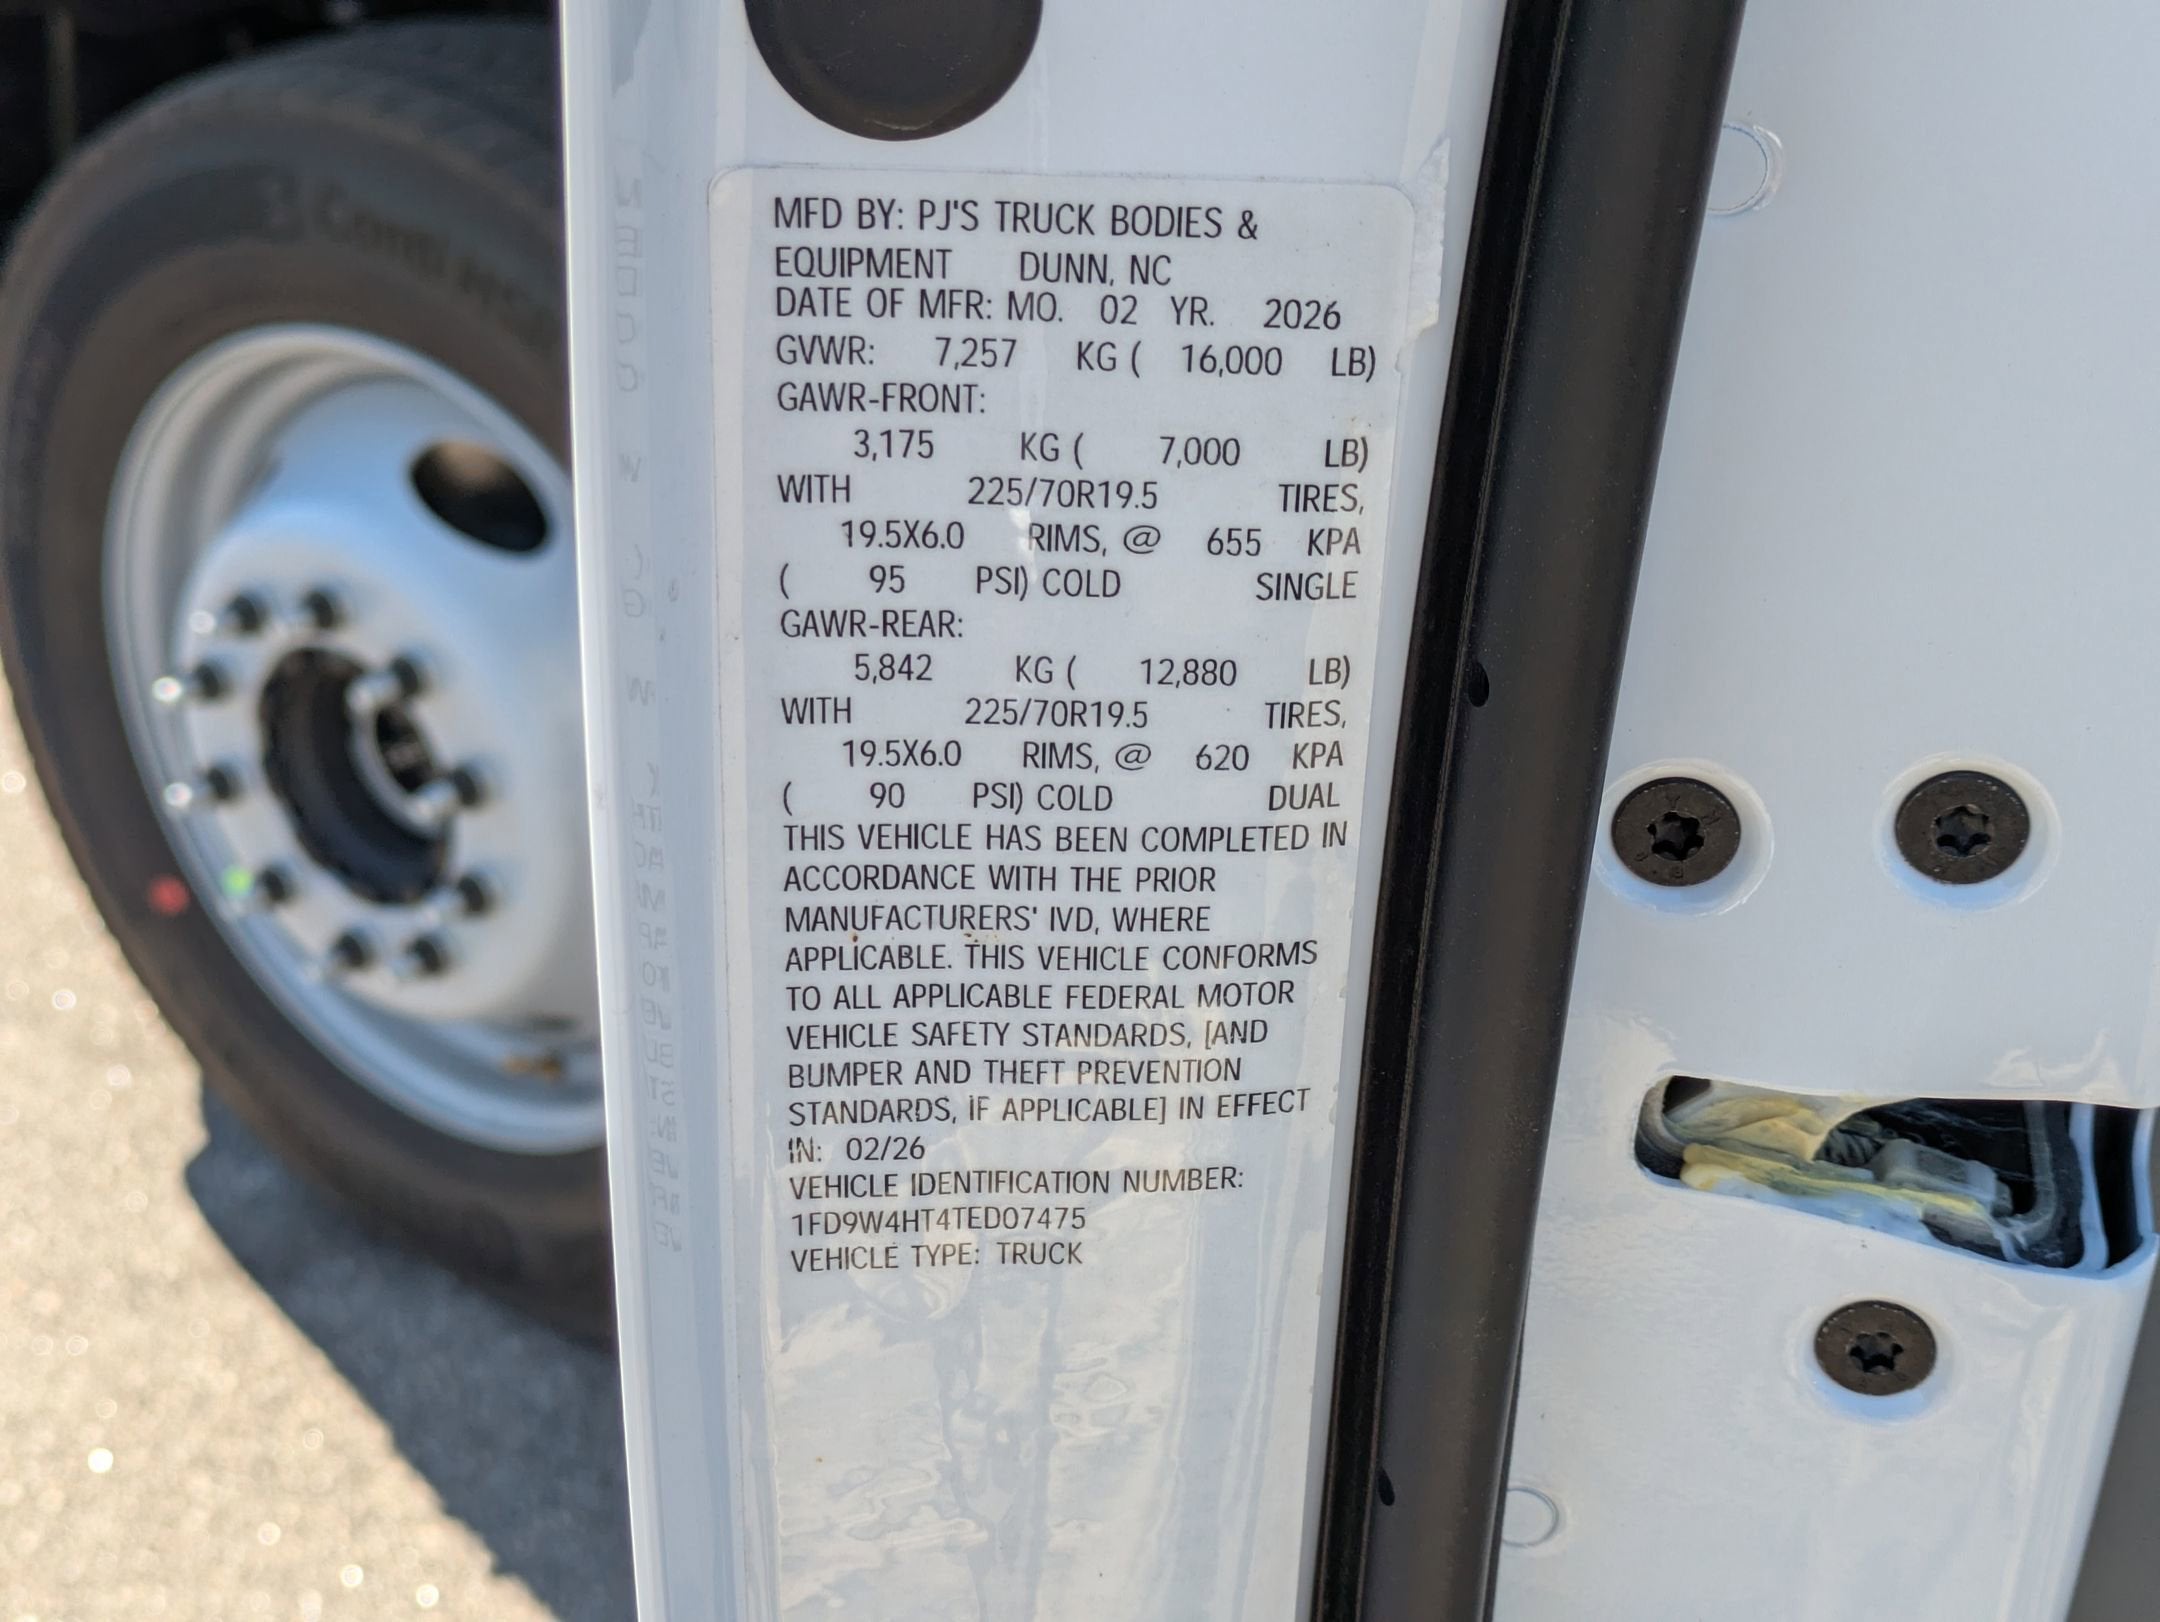 MFD BY: PJ'S TRUCK BODIES &
EQUIPMENT DUNN, NC
DATE OF MFR: MO. 02 YR. 2026
GVWR: 7,257 KG ( 16,000 LB)
GAWR-FRONT:
3,175 KG ( 7,000 LB)
WITH 225/70R19.5 TIRES,
19.5X6.0 RIMS, @ 655 KPA
( 95 PSI) COLD SINGLE
GAWR-REAR:
5,842 KG ( 12,880 LB)
WITH 225/70R19.5 TIRES,
19.5X6.0 RIMS, @ 620 KPA
( 90 PSI) COLD DUAL
THIS VEHICLE HAS BEEN COMPLETED IN
ACCORDANCE WITH THE PRIOR
MANUFACTURERS' IVD, WHERE
APPLICABLE. THIS VEHICLE CONFORMS
TO ALL APPLICABLE FEDERAL MOTOR
VEHICLE SAFETY STANDARDS, [AND
BUMPER AND THEFT PREVENTION
STANDARDS, IF APPLICABLE] IN EFFECT
IN: 02/26
VEHICLE IDENTIFICATION NUMBER:
1FD9W4HT4TED07475
VEHICLE TYPE: TRUCK